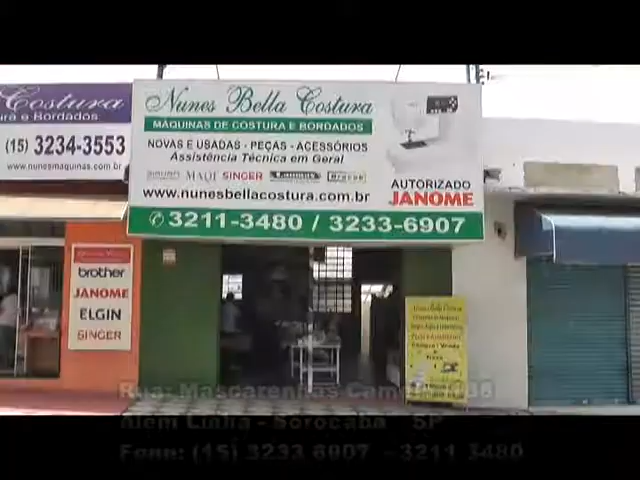 Costura
ra e Bordados
(15) 3234-3553
www.nunesmaquinas.com.br
brother
JANOME
ELGIN
SINGER
Nunes Bella Costura
MÁQUINAS DE COSTURA E BORDADOS
NOVAS E USADAS - PEÇAS - ACESSÓRIOS
Assistência Técnica em Geral
SINGER
www.nunesbellacostura.com.br
AUTORIZADO
JANOME
3211-3480 / 3233-6907
Rua: Mascarenhas
Além Linha - Sorocaba SP
Fone: (15) 3233 6907 - 3211 3480